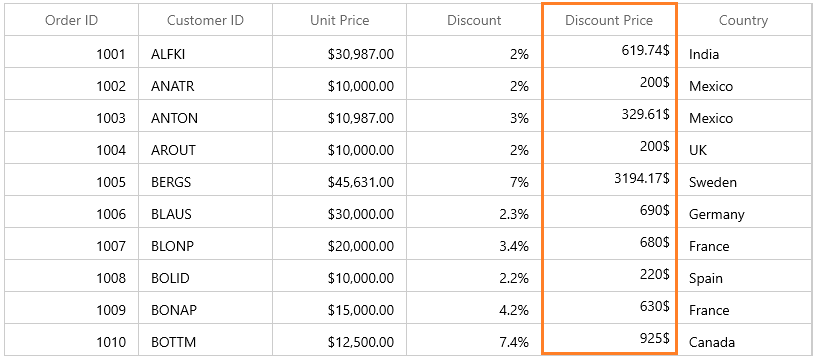 Order ID Customer ID Unit Price Discount Discount Price Country
1001 ALFKI $30,987.00 2% 619.74$ India
1002 ANATR $10,000.00 2% 200$ Mexico
1003 ANTON $10,987.00 3% 329.61$ Mexico
1004 AROUT $10,000.00 2% 200$ UK
1005 BERGS $45,631.00 7% 3194.17$ Sweden
1006 BLAUS $30,000.00 2.3% 690$ Germany
1007 BLONP $20,000.00 3.4% 680$ France
1008 BOLID $10,000.00 2.2% 220$ Spain
1009 BONAP $15,000.00 4.2% 630$ France
1010 BOTTM $12,500.00 7.4% 925$ Canada